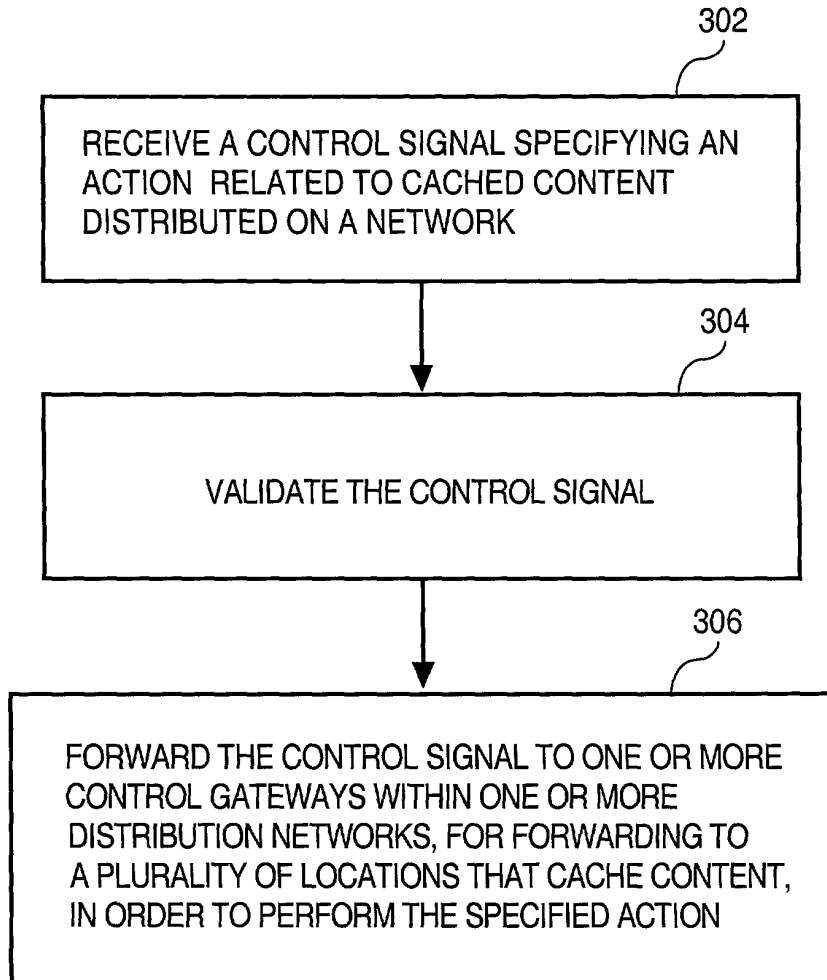 302
RECEIVE A CONTROL SIGNAL SPECIFYING AN
ACTION RELATED TO CACHED CONTENT
DISTRIBUTED ON A NETWORK
304
VALIDATE THE CONTROL SIGNAL
306
FORWARD THE CONTROL SIGNAL TO ONE OR MORE
CONTROL GATEWAYS WITHIN ONE OR MORE
DISTRIBUTION NETWORKS, FOR FORWARDING TO
A PLURALITY OF LOCATIONS THAT CACHE CONTENT,
IN ORDER TO PERFORM THE SPECIFIED ACTION